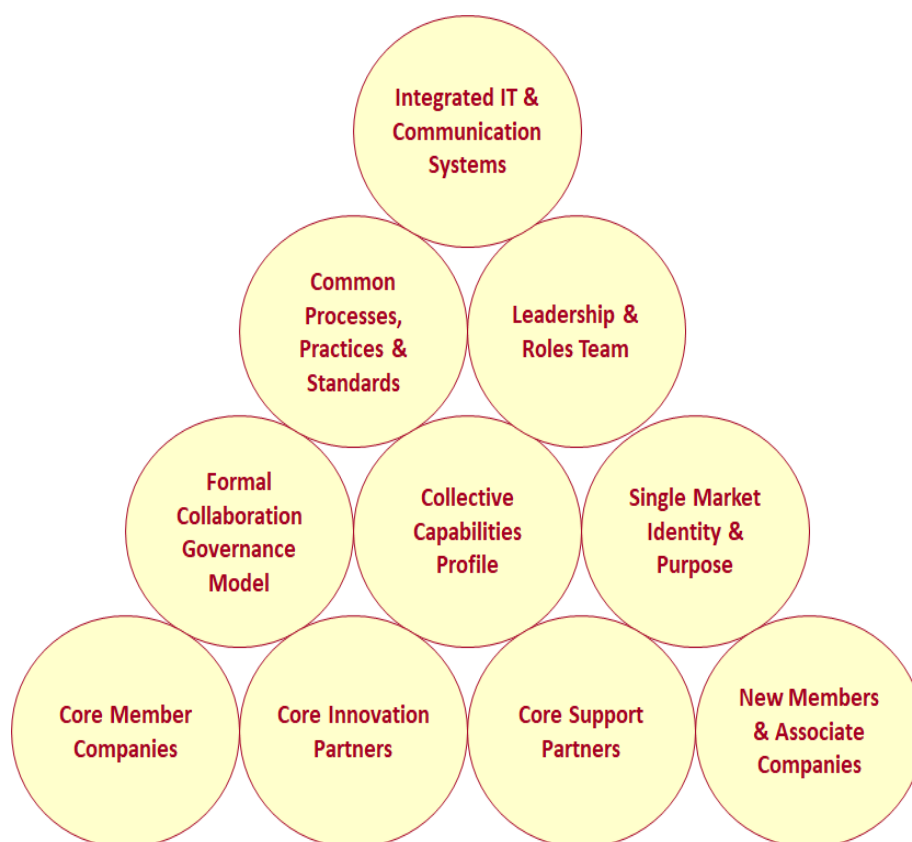 Integrated IT &
Communication
Systems
Common
Processes,
Practices &
Standards
Leadership &
Roles Team
Formal
Collaboration
Governance
Model
Collective
Capabilities
Profile
Single Market
Identity &
Purpose
Core Member
Companies
Core Innovation
Partners
Core Support
Partners
New Members
& Associate
Companies